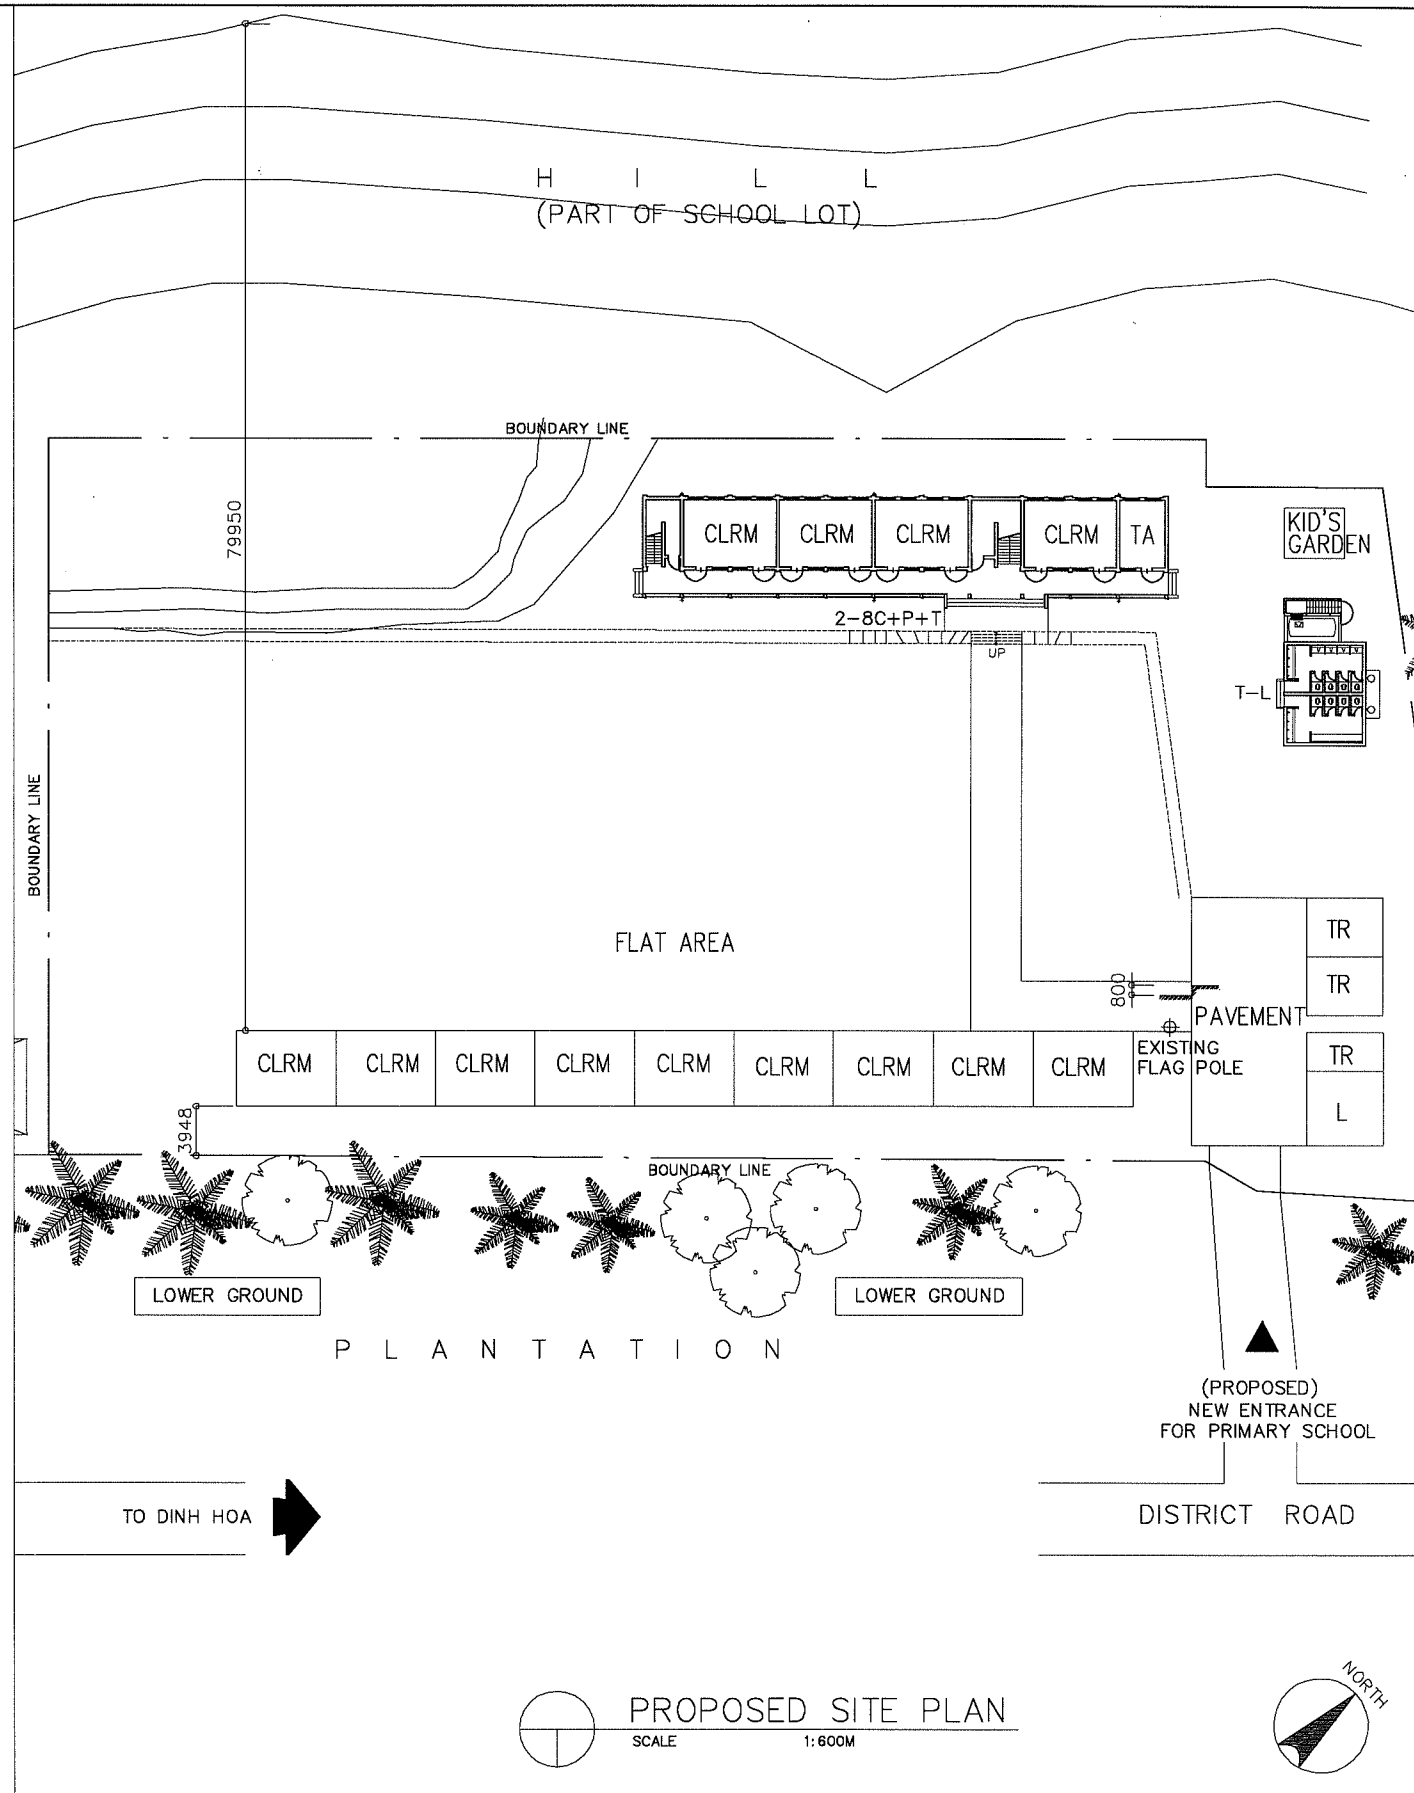 H I L L
(PART OF SCHOOL LOT)
BOUNDARY LINE
79950
CLRM
CLRM
CLRM
CLRM
TA
KID'S
GARDEN
2-8C+P+T
UP
T-L
BOUNDARY LINE
FLAT AREA
TR
TR
800
PAVEMENT
EXISTING
FLAG POLE
TR
L
CLRM
CLRM
CLRM
CLRM
CLRM
CLRM
CLRM
CLRM
CLRM
3948
BOUNDARY LINE
LOWER GROUND
LOWER GROUND
P L A N T A T I O N
(PROPOSED)
NEW ENTRANCE
FOR PRIMARY SCHOOL
TO DINH HOA
DISTRICT ROAD
NORTH
PROPOSED SITE PLAN
SCALE 1:600M